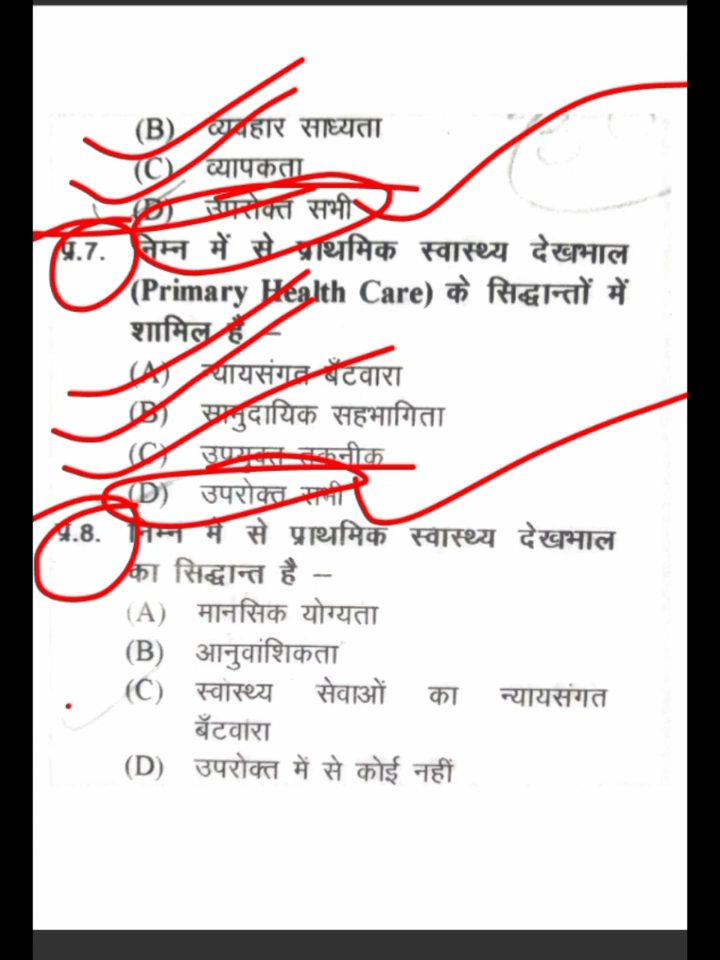 (B) व्यवहार साध्यता
(C) व्यापकता
(D) उपरोक्त सभी
प्र.7. निम्न में से प्राथमिक स्वास्थ्य देखभाल
(Primary Health Care) के सिद्धान्तों में
शामिल है –
(A) न्यायसंगत बँटवारा
(B) सामुदायिक सहभागिता
(C) उपयुक्त तकनीक
(D) उपरोक्त सभी
प्र.8. निम्न में से प्राथमिक स्वास्थ्य देखभाल
का सिद्धान्त है –
(A) मानसिक योग्यता
(B) आनुवांशिकता
(C) स्वास्थ्य सेवाओं का न्यायसंगत
बँटवारा
(D) उपरोक्त में से कोई नहीं